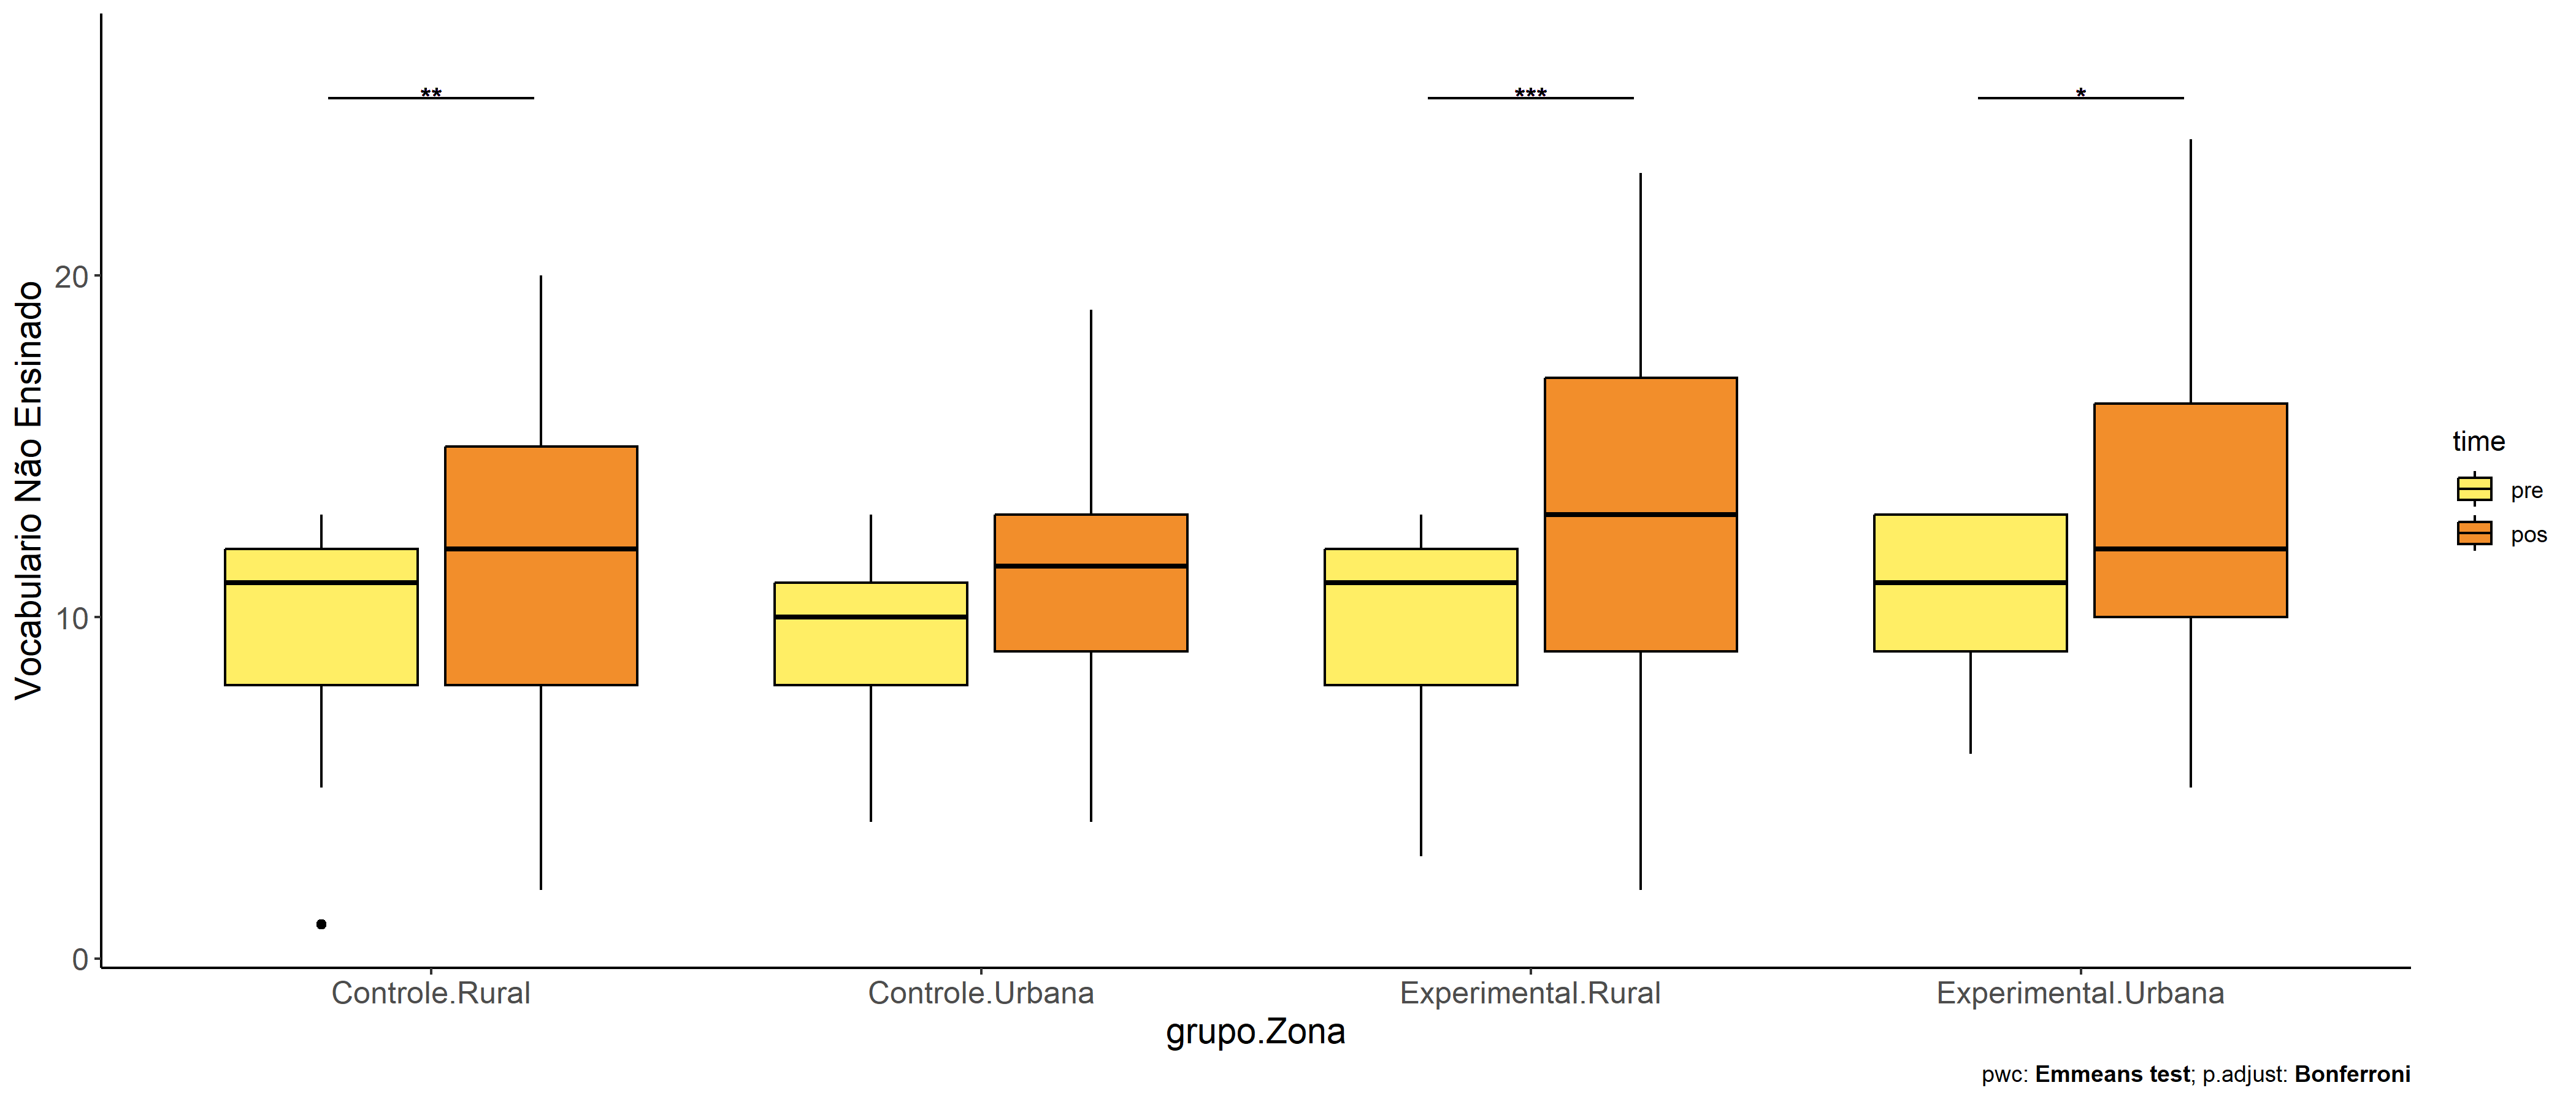 ** *** *
Vocabulario Não Ensinado
20
10
0
Controle.Rural Controle.Urbana Experimental.Rural Experimental.Urbana
grupo.Zona
time
pre
pos
pwc: Emmeans test; p.adjust: Bonferroni